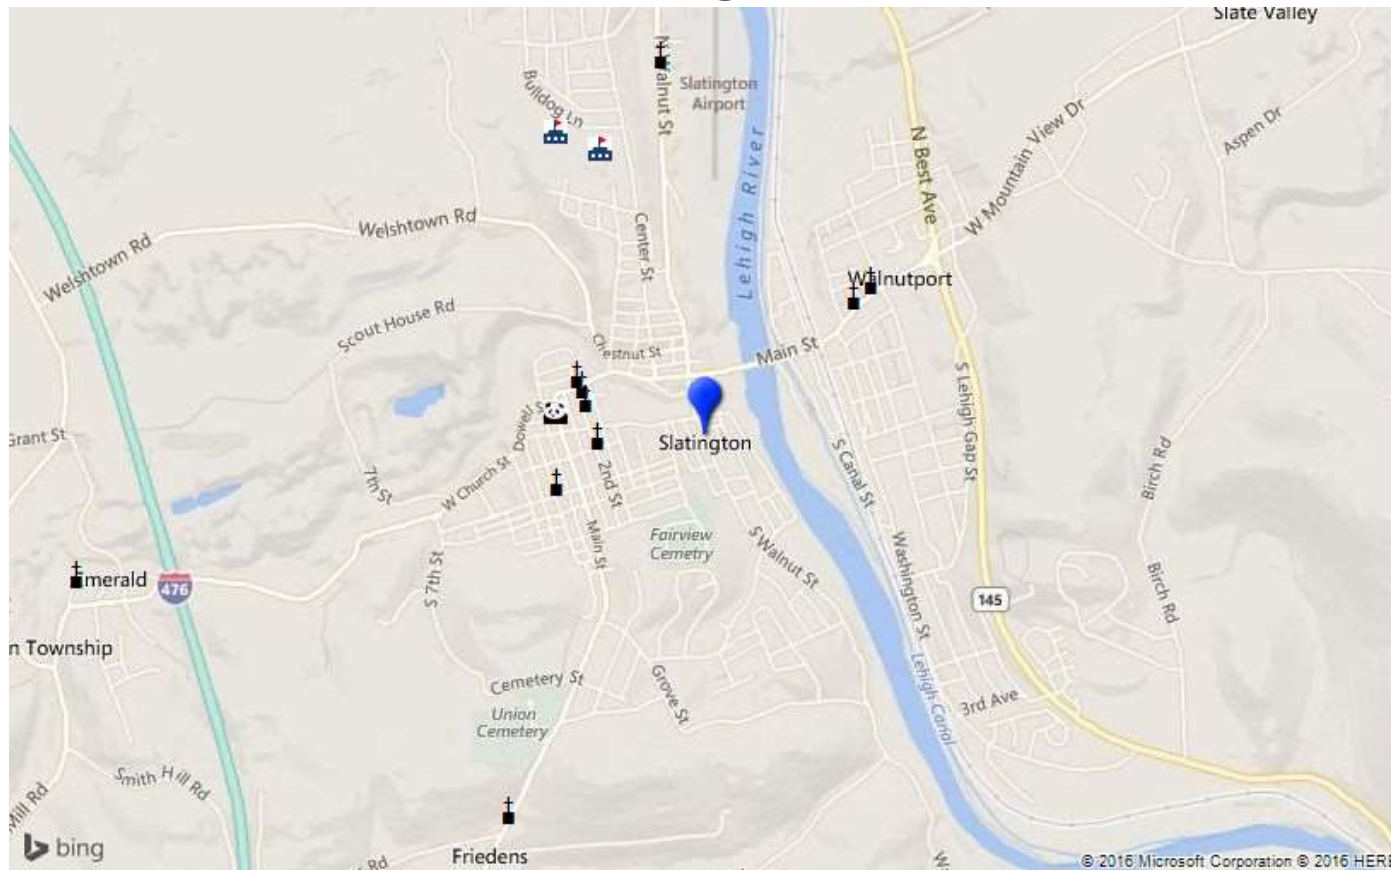 Slate Valley
N Walnut St
Slatington
Airport
Bulldog Ln
Lehigh River
N Best Ave
W Mountain View Dr
Aspen Dr
Welshtown Rd
Welshtown Rd
Center St
Walnutport
Scout House Rd
Chestnut St
Main St
Slatington
Dowell S
Grant St
W Church St
7th St
2nd St
S Lehigh Gap St
S Canal St
Birch Rd
Fairview
Cemetry
Main St
S Walnut St
Washington St
Emerald
476
S 7th St
145
Birch Rd
n Township
Cemetery St
Grove St
Lehigh Canal
3rd Ave
Union
Cemetery
Smith Hill Rd
Mill Rd
bing
Friedens
Rd
© 2016 Microsoft Corporation © 2016 HERE